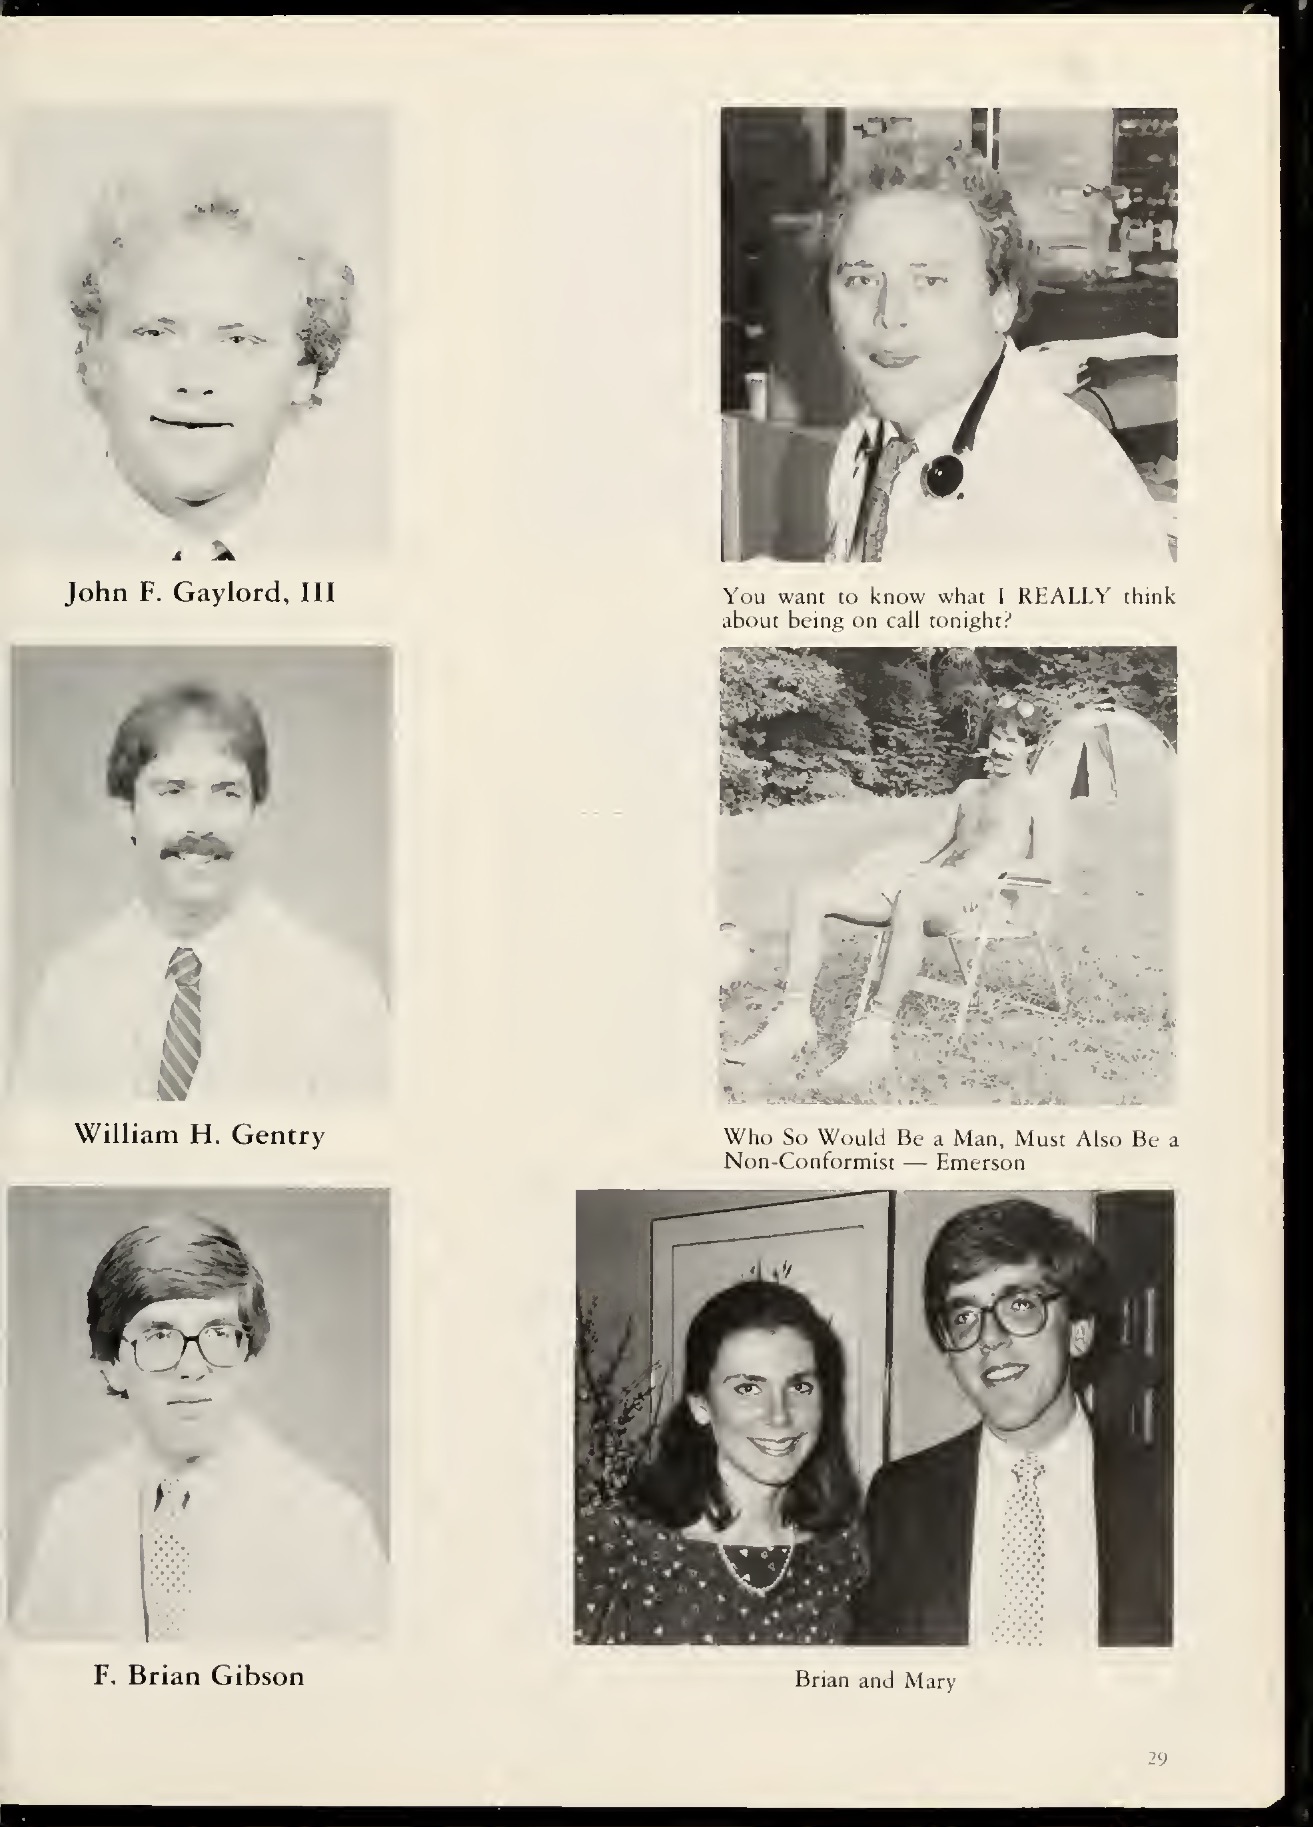 John F. Gaylord, III
You want to know what I REALLY think
about being on call tonight?
William H. Gentry
Who So Would Be a Man, Must Also Be a
Non-Conformist — Emerson
F. Brian Gibson
Brian and Mary
29